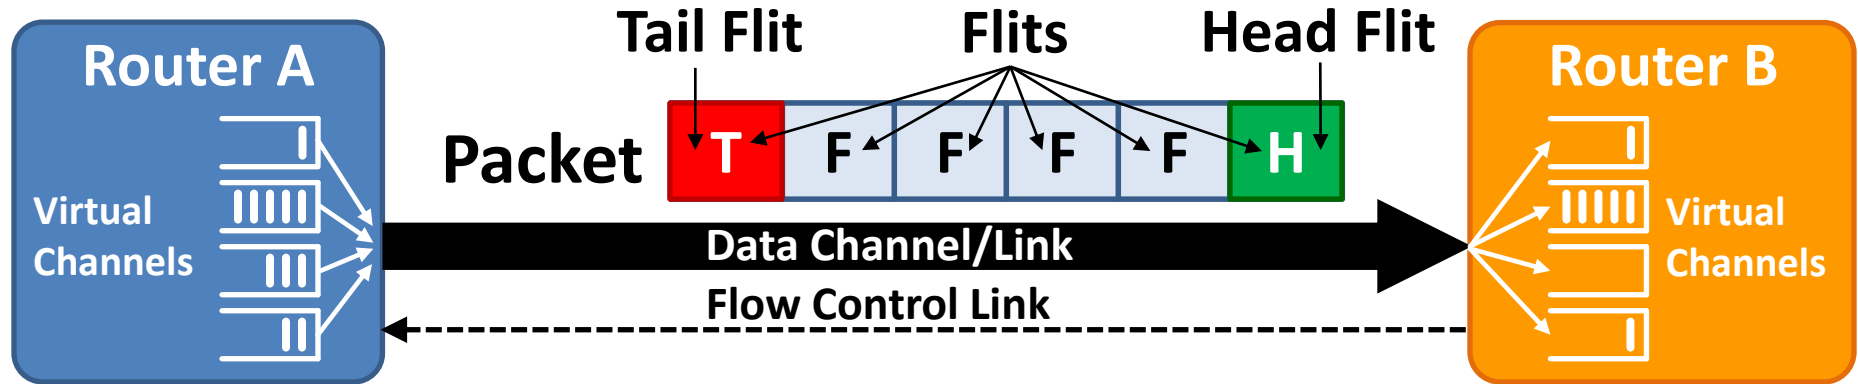 Tail Flit
Flits
Head Flit
Router A
Router B
Packet
T F F F F H
Virtual
Channels
Virtual
Channels
Data Channel/Link
Flow Control Link